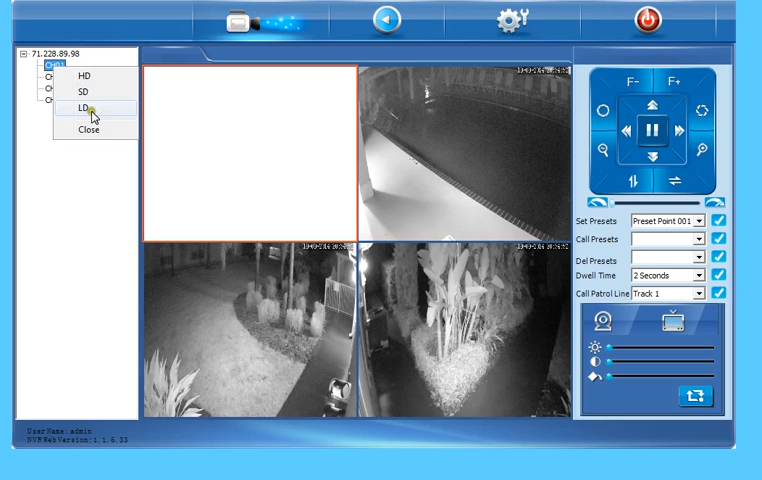 71.228.89.98
CH01
HD
SD
LD
Close
F- F+
Set Presets Preset Point 001
Call Presets
Del Presets
Dwell Time 2 Seconds
Call Patrol Line Track 1
User Name: admin
NVR Web Version: 1.1.6.33